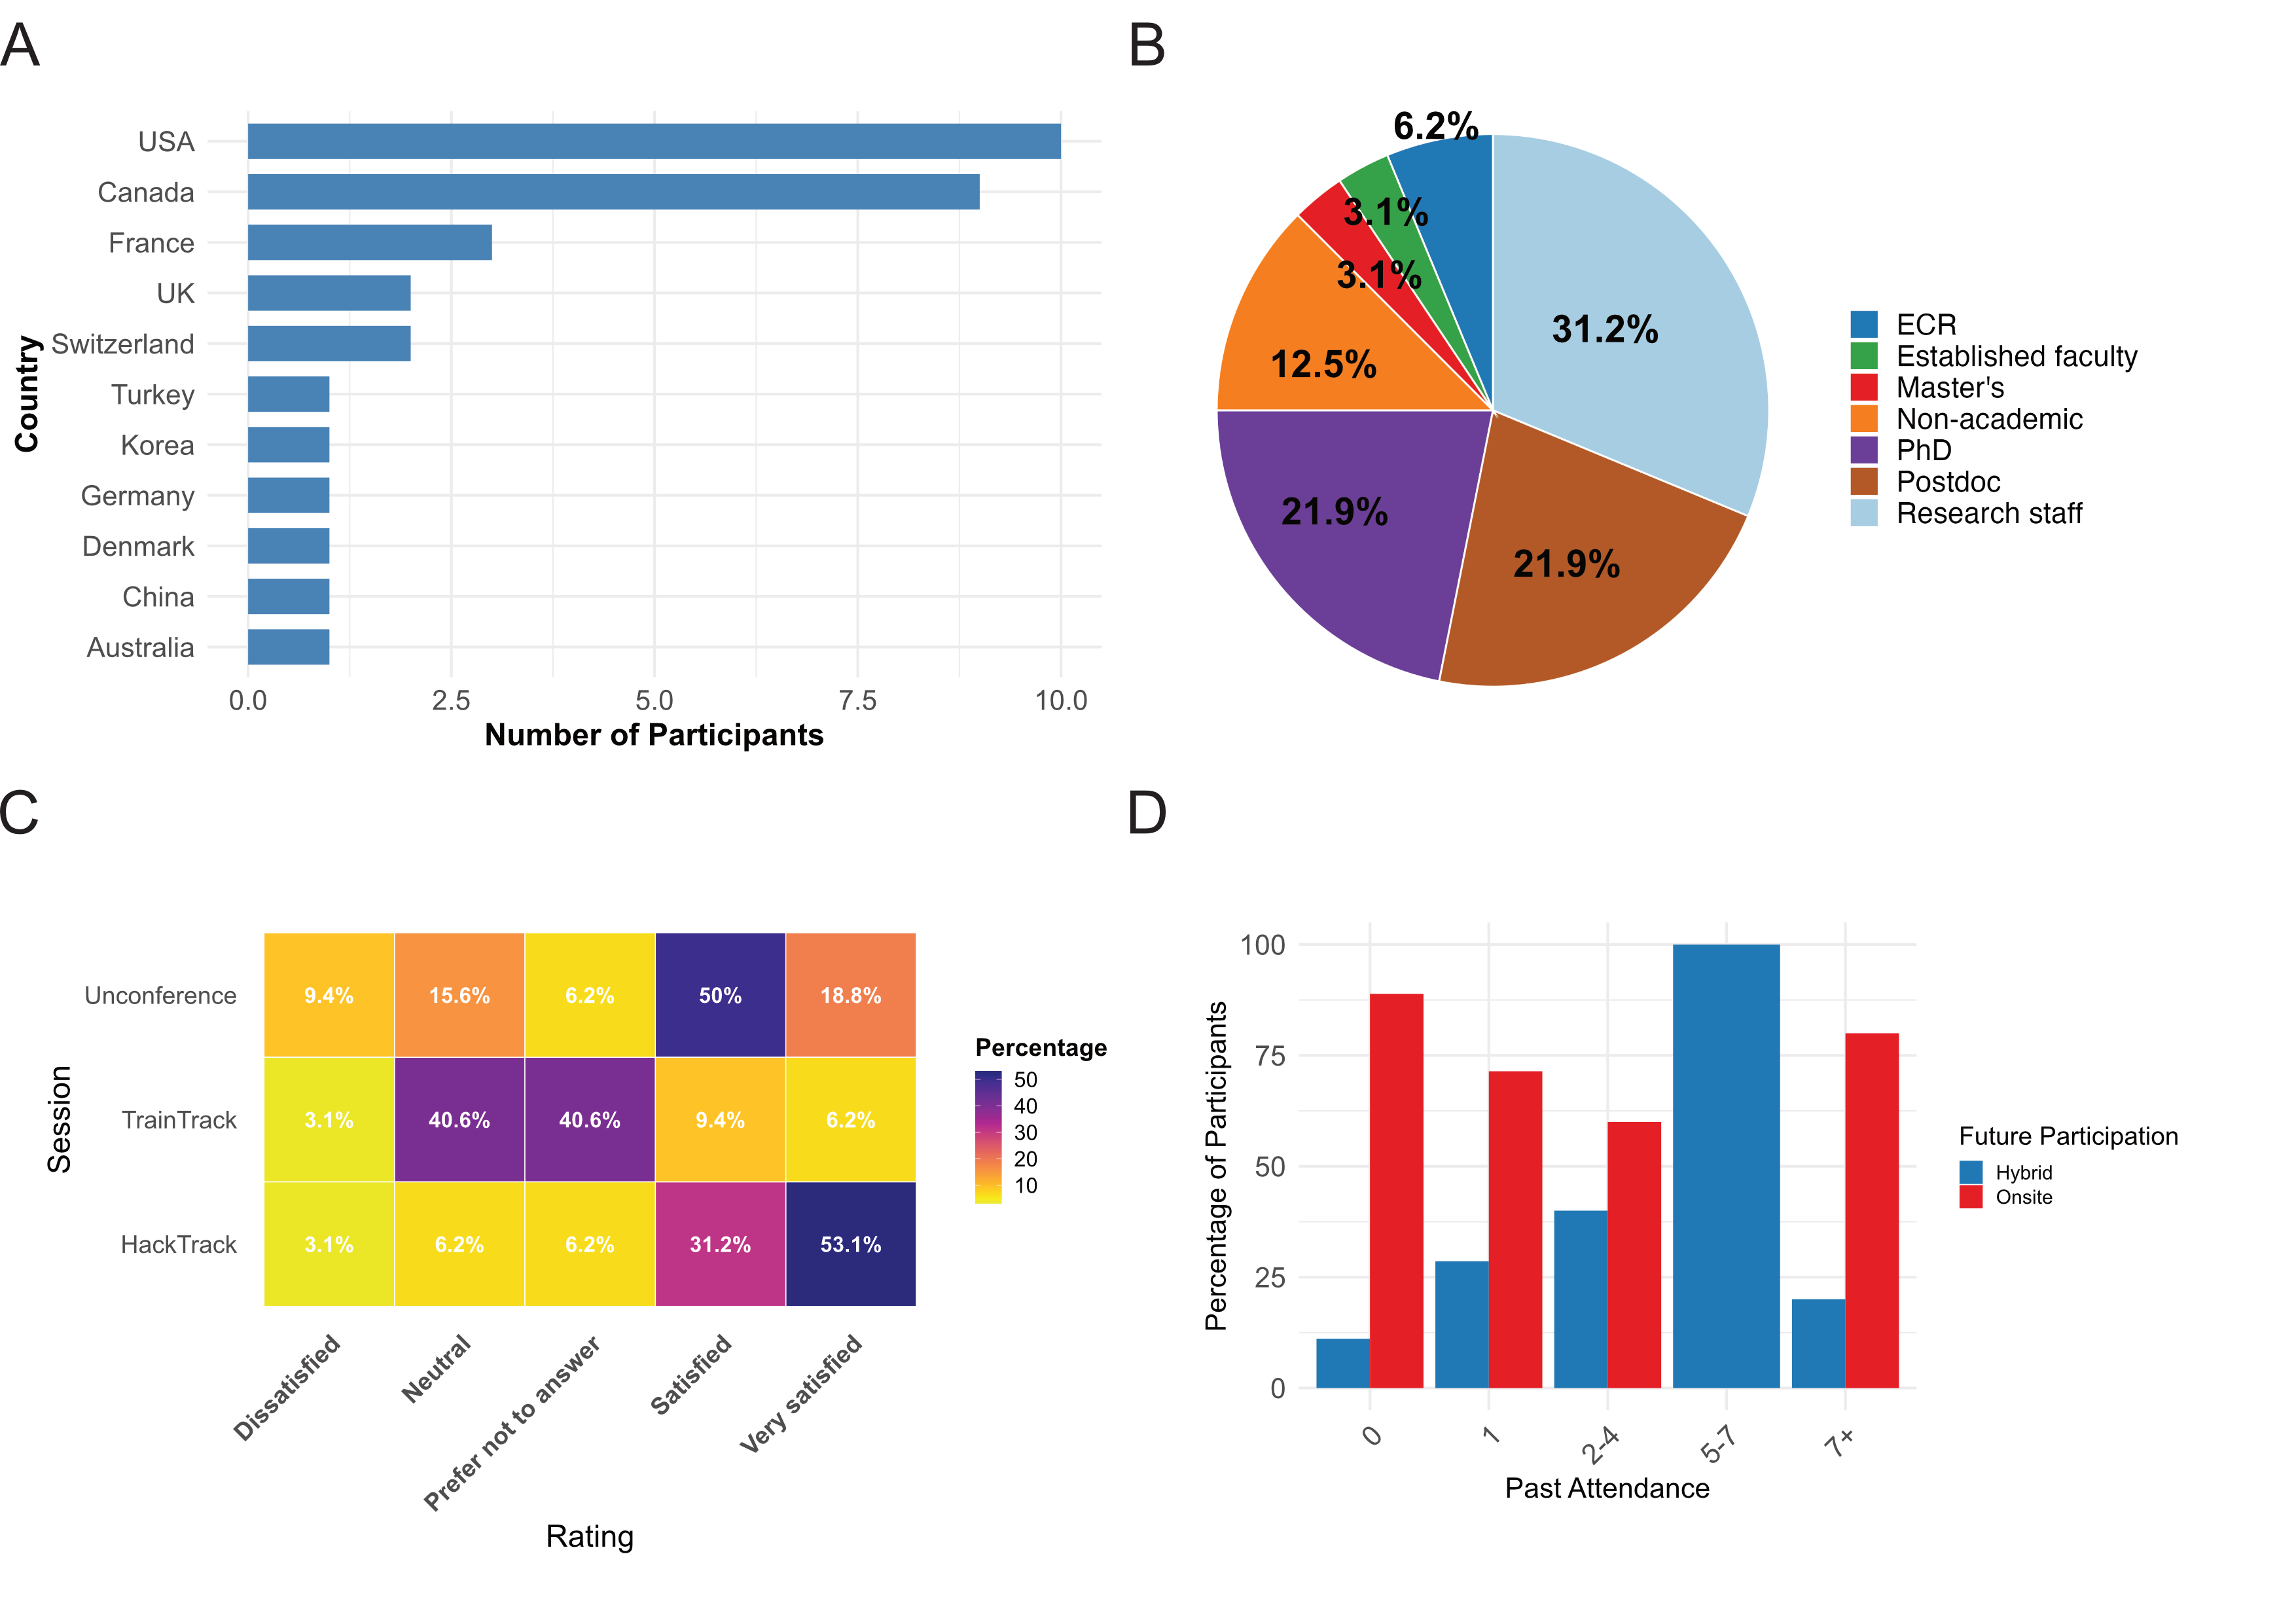 A
USA
Canada
France
UK
Switzerland
Turkey
Korea
Germany
Denmark
China
Australia
Country
0.0 2.5 5.0 7.5 10.0
Number of Participants
B
6.2%
3.1%
3.1%
12.5%
31.2%
21.9%
21.9%
ECR
Established faculty
Master's
Non-academic
PhD
Postdoc
Research staff
C
Session
Unconference 9.4% 15.6% 6.2% 50% 18.8%
TrainTrack 3.1% 40.6% 40.6% 9.4% 6.2%
HackTrack 3.1% 6.2% 6.2% 31.2% 53.1%
Dissatisfied
Neutral
Prefer not to answer
Satisfied
Very satisfied
Rating
Percentage
50
40
30
20
10
D
Percentage of Participants
100
75
50
25
0
0 1 2-4 5-7 7+
Past Attendance
Future Participation
Hybrid
Onsite